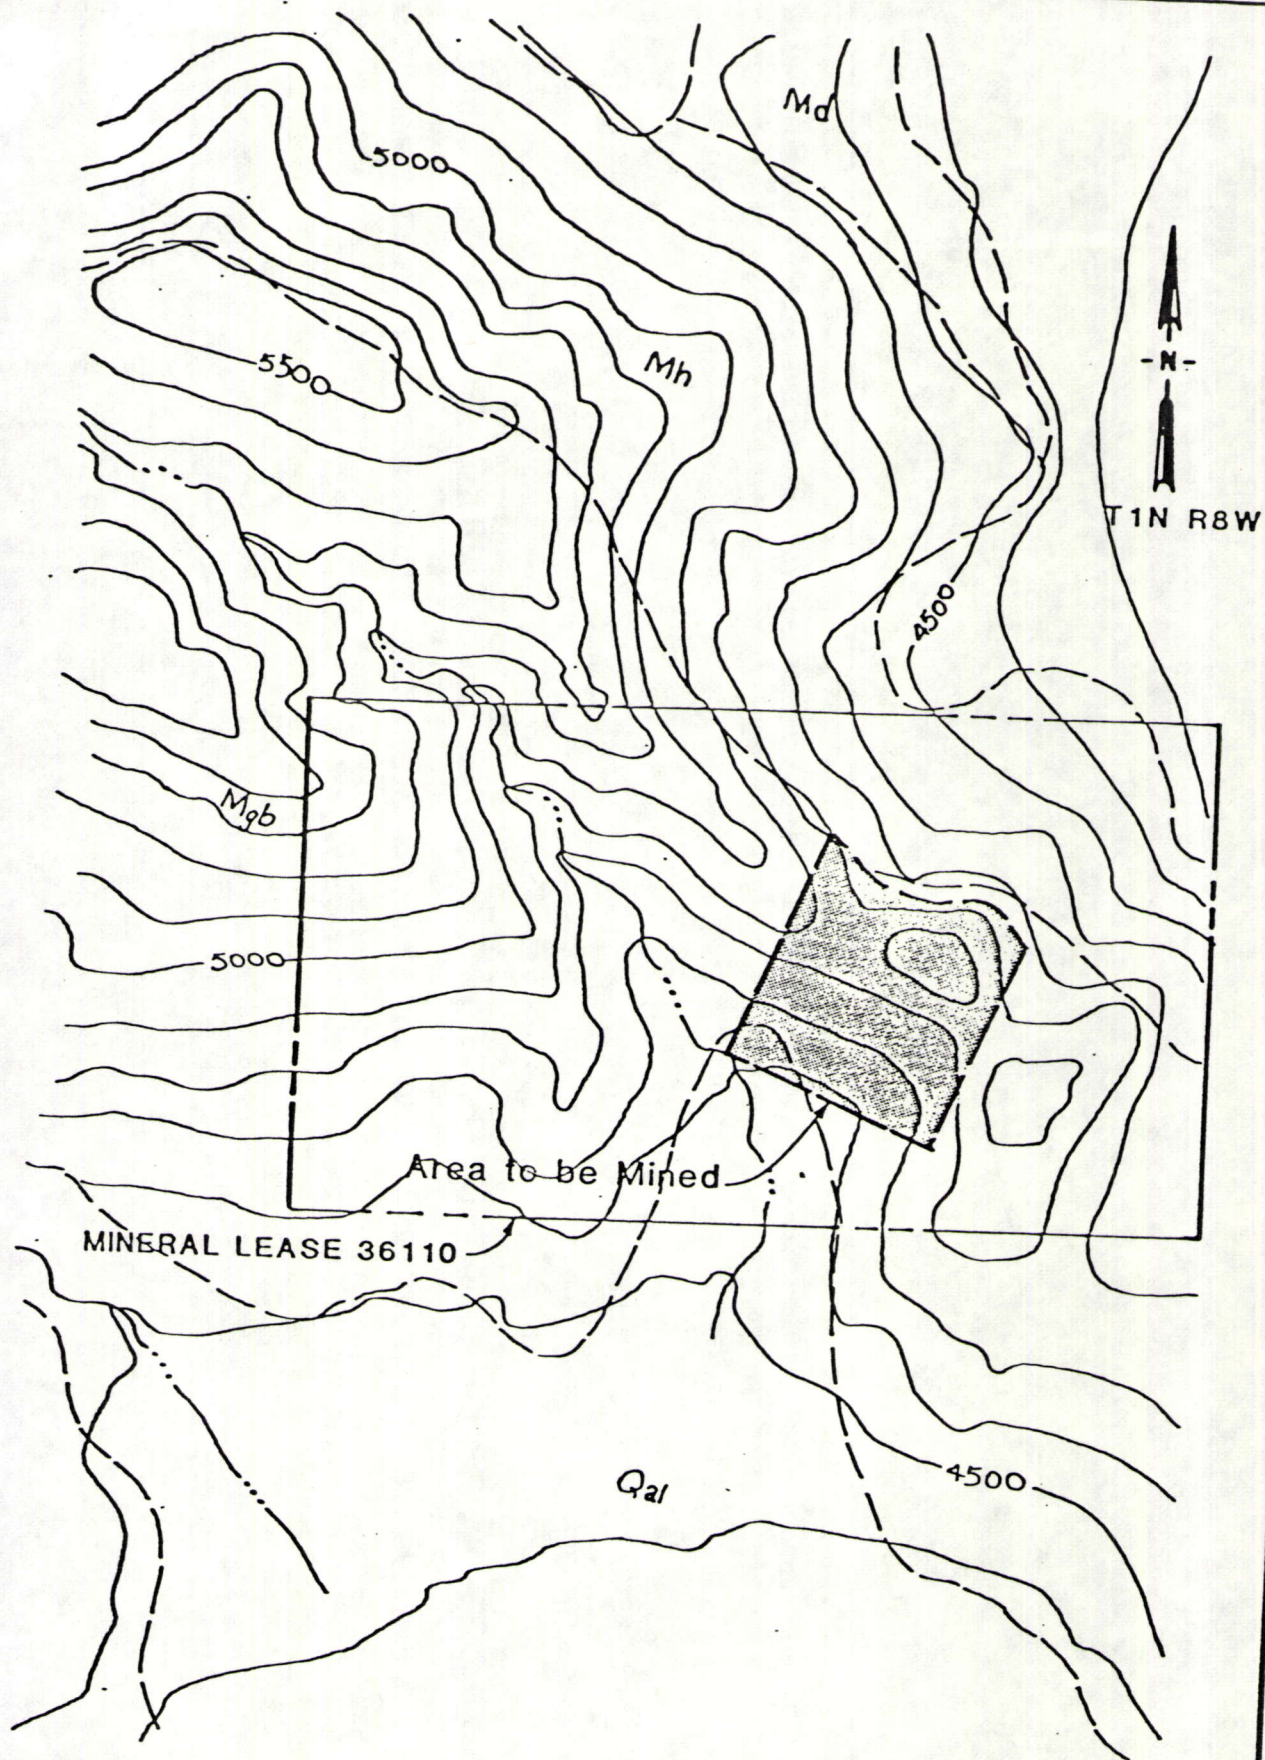 Md
5000
N
5500
Mh
T1N R8W
4500
Mgb
5000
Area to be Mined
MINERAL LEASE 36110
4500
Qal